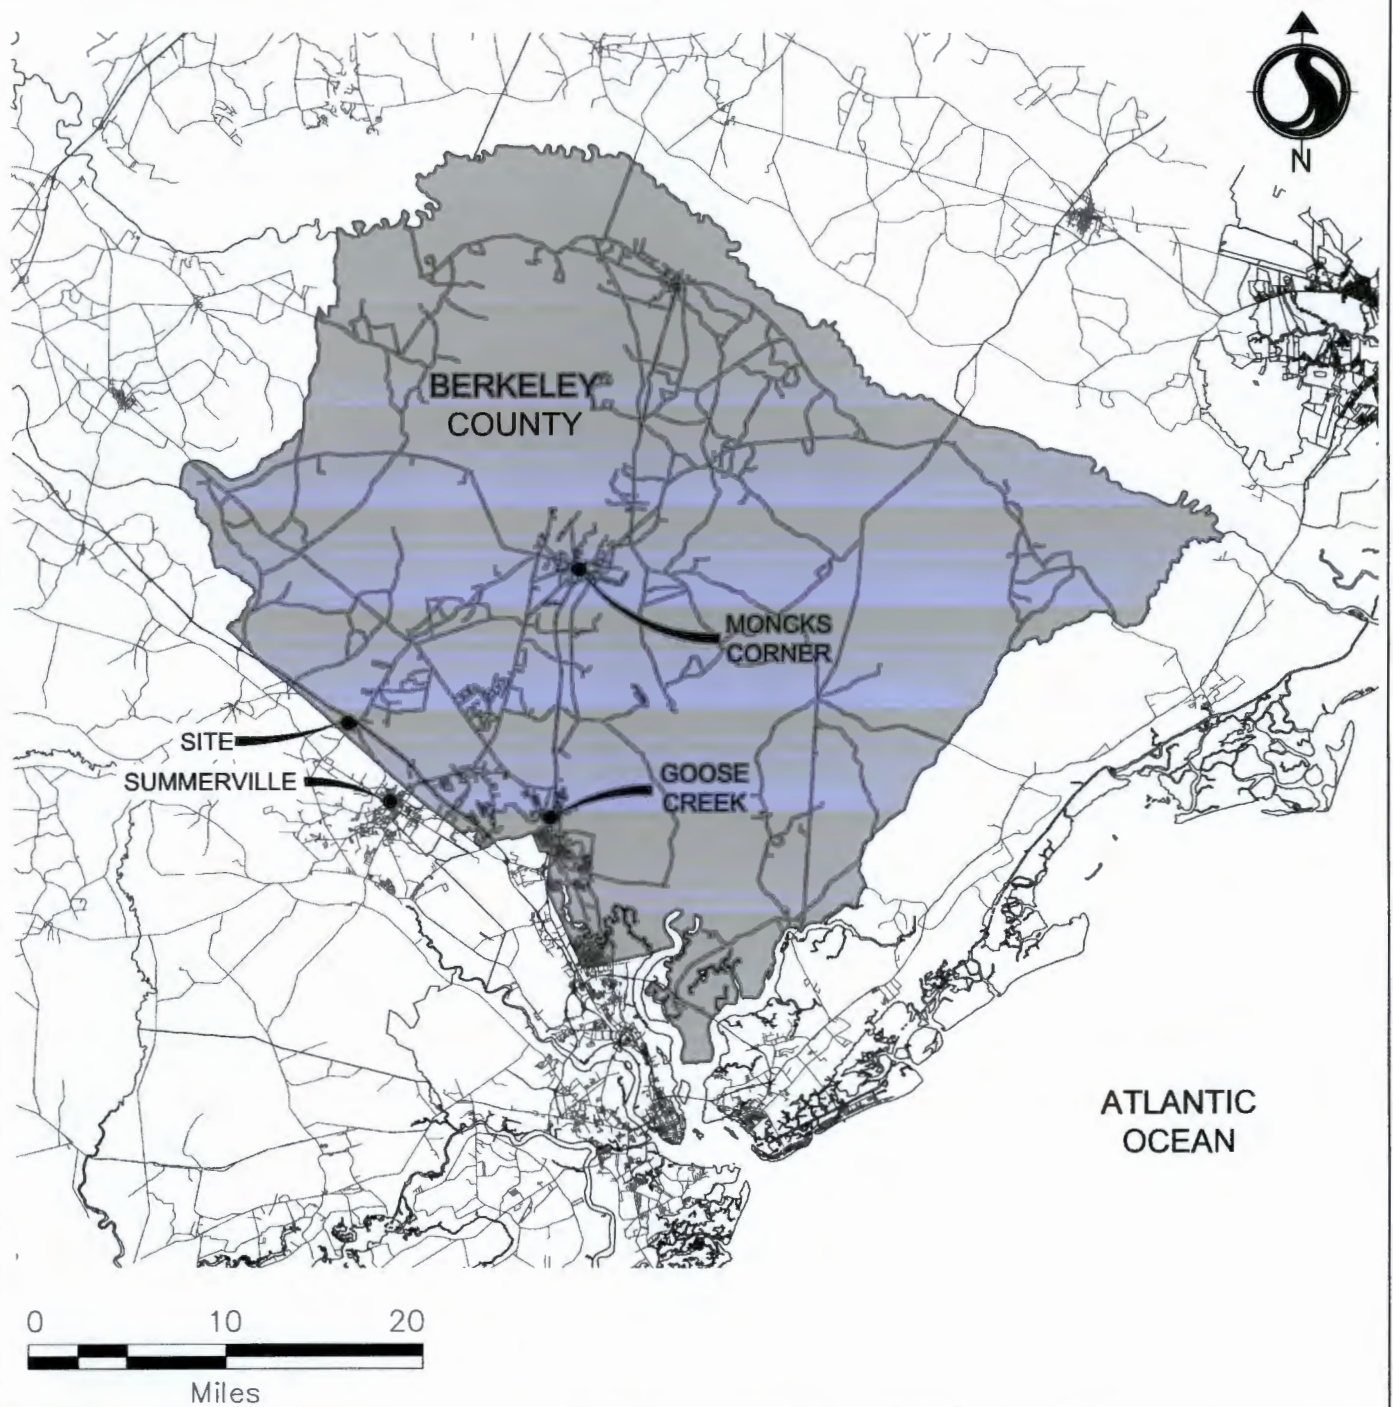 N
BERKELEY
COUNTY
MONCKS
CORNER
SITE
SUMMERVILLE
GOOSE
CREEK
ATLANTIC
OCEAN
0 10 20
Miles